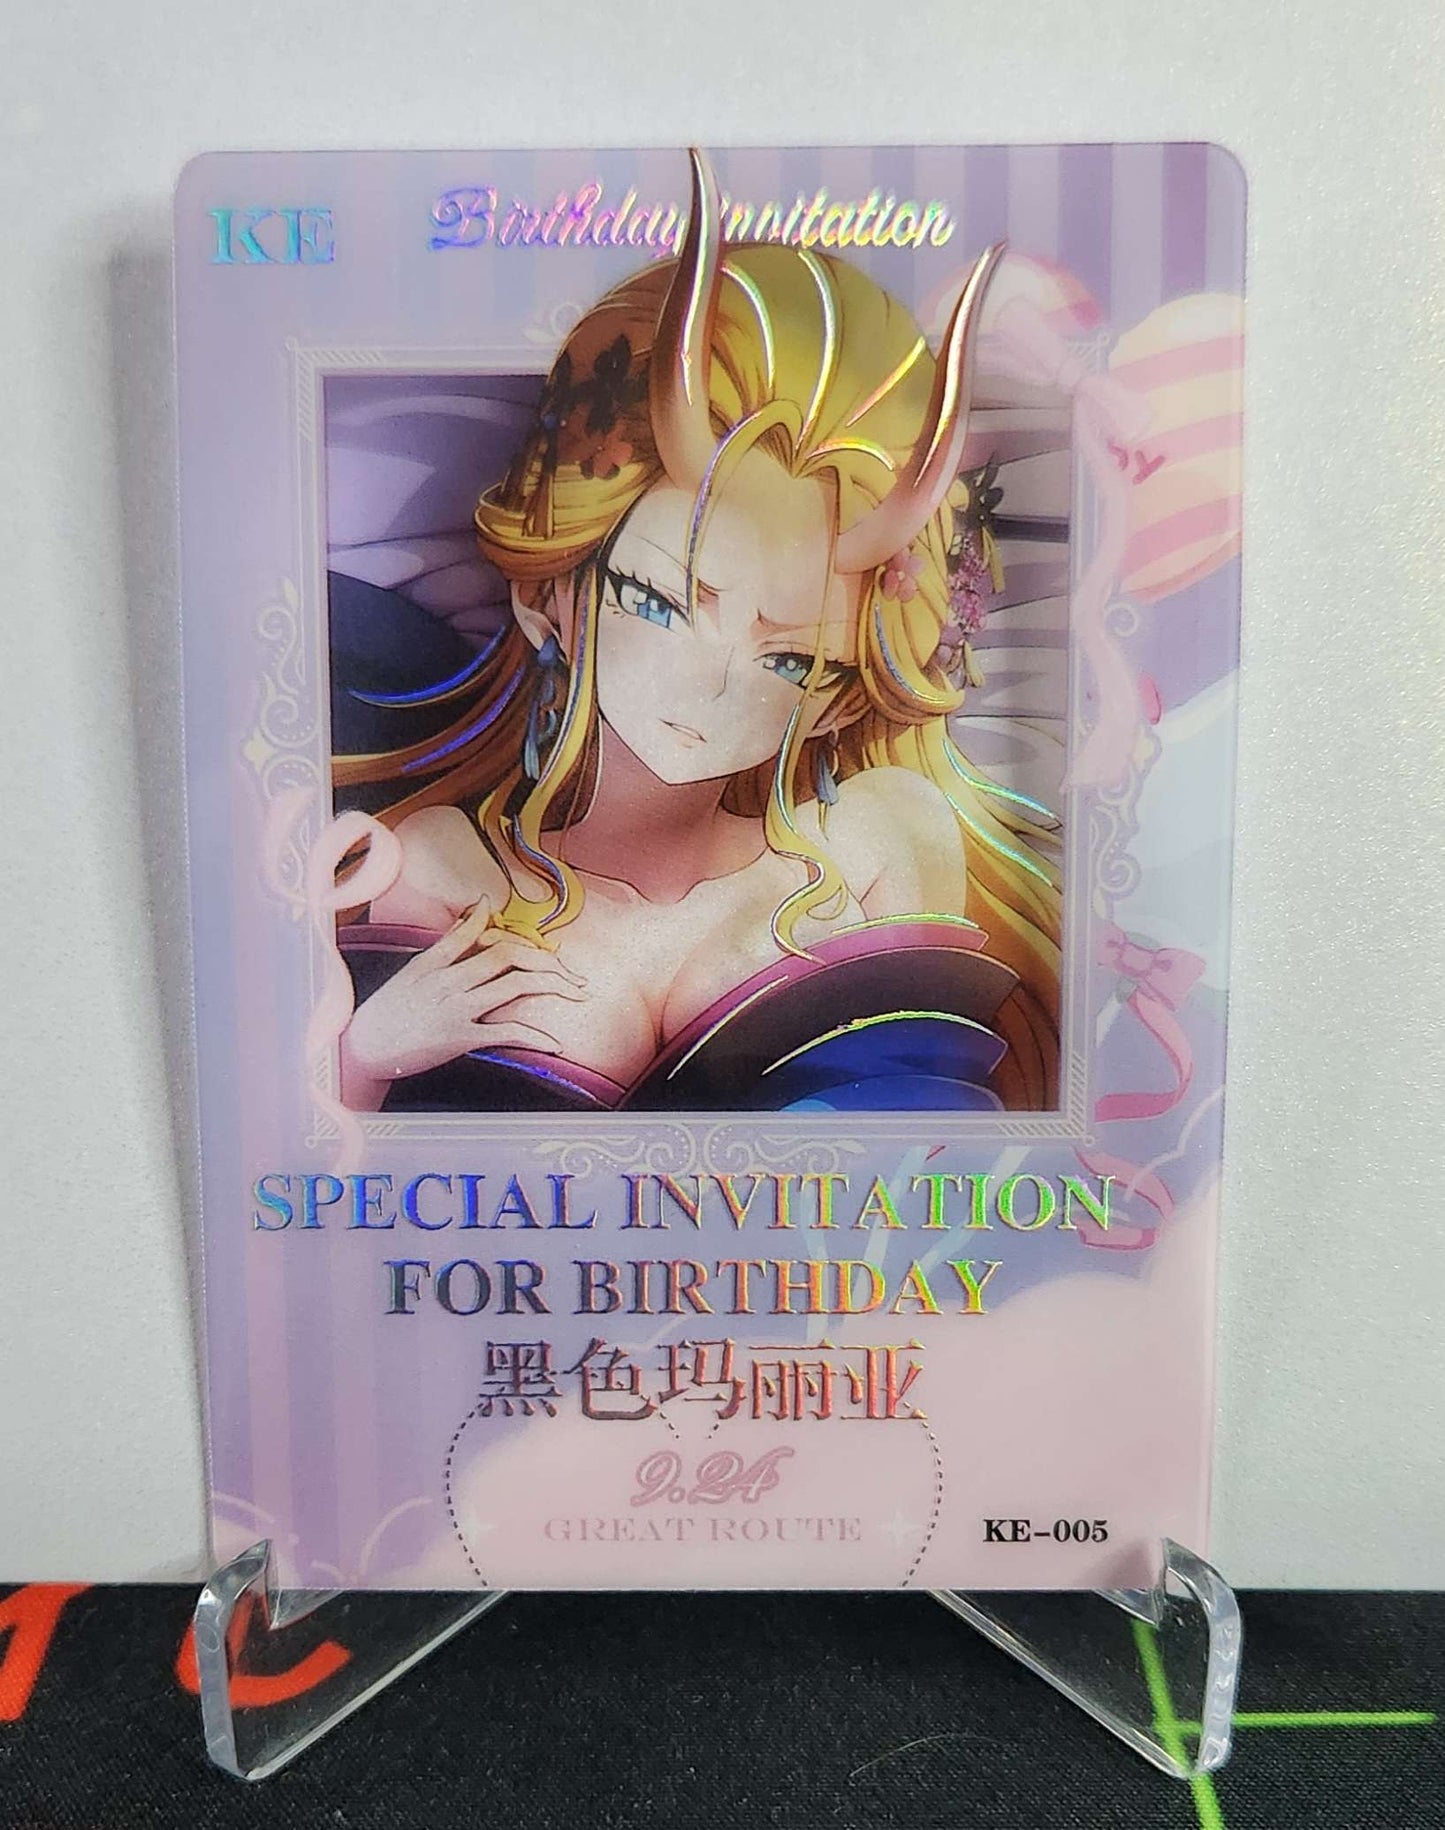 KE
Birthday Invitation
SPECIAL INVITATION
FOR BIRTHDAY
黑色玛丽亚
9.24
GREAT ROUTE
KE-005